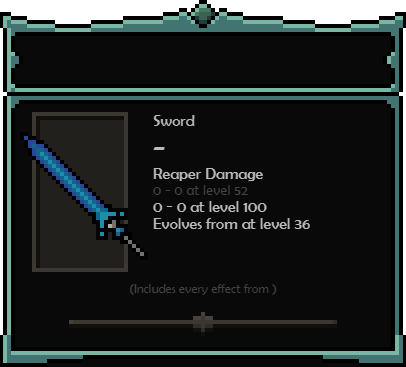 Sword
–
Reaper Damage
0 - 0 at level 52
0 - 0 at level 100
Evolves from at level 36
(Includes every effect from )